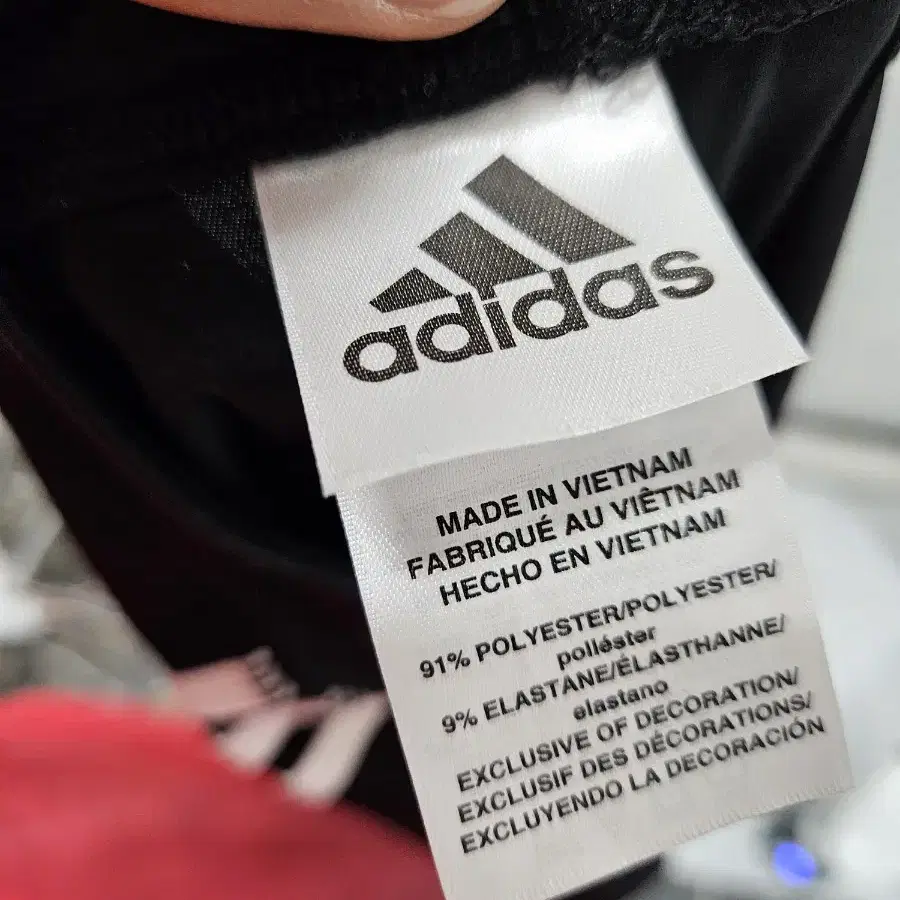 adidas
MADE IN VIETNAM
FABRIQUÉ AU VIÊTNAM
HECHO EN VIETNAM
91% POLYESTER/POLYESTER/
poliéster
9% ELASTANE/ÉLASTHANNE/
elastano
EXCLUSIVE OF DECORATION/
EXCLUSIF DES DÉCORATIONS/
EXCLUYENDO LA DECORACIÓN